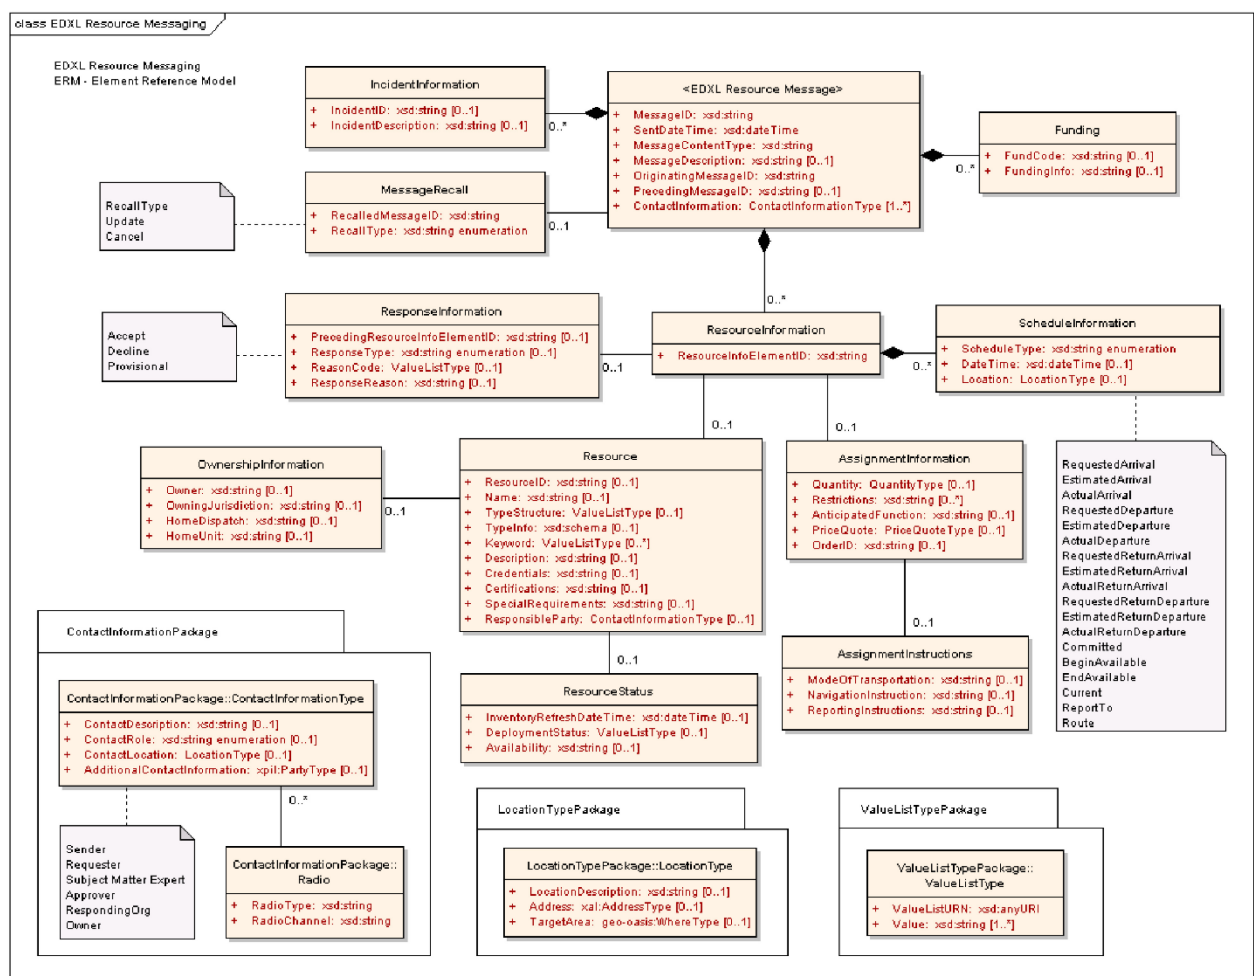 class EDXL Resource Messaging
EDXL Resource Messaging
ERM - Element Reference Model
IncidentInformation
+ IncidentID: xsd:string [0..1]
+ IncidentDescription: xsd:string [0..1]
0..*
<EDXL Resource Message>
+ MessageID: xsd:string
+ SentDateTime: xsd:dateTime
+ MessageContentType: xsd:string
+ MessageDescription: xsd:string [0..1]
+ OriginatingMessageID: xsd:string
+ PrecedingMessageID: xsd:string [0..1]
+ ContactInformation: ContactInformationType [1..*]
Funding
+ FundCode: xsd:string [0..1]
+ FundingInfo: xsd:string [0..1]
0..*
RecallType
Update
Cancel
MessageRecall
+ RecalledMessageID: xsd:string
+ RecallType: xsd:string enumeration
0..1
0..*
Accept
Decline
Provisional
ResponseInformation
+ PrecedingResourceInfoElementID: xsd:string [0..1]
+ ResponseType: xsd:string enumeration [0..1]
+ ReasonCode: ValueListType [0..1]
+ ResponseReason: xsd:string [0..1]
0..1
ResourceInformation
+ ResourceInfoElementID: xsd:string
0..*
ScheduleInformation
+ ScheduleType: xsd:string enumeration
+ DateTime: xsd:dateTime [0..1]
+ Location: LocationType [0..1]
0..1
0..1
OwnershipInformation
+ Owner: xsd:string [0..1]
+ OwningJurisdiction: xsd:string [0..1]
+ HomeDispatch: xsd:string [0..1]
+ HomeUnit: xsd:string [0..1]
0..1
Resource
+ ResourceID: xsd:string [0..1]
+ Name: xsd:string [0..1]
+ TypeStructure: ValueListType [0..1]
+ TypeInfo: xsd:schema [0..1]
+ Keyword: ValueListType [0..*]
+ Description: xsd:string [0..1]
+ Credentials: xsd:string [0..1]
+ Certifications: xsd:string [0..1]
+ SpecialRequirements: xsd:string [0..1]
+ ResponsibleParty: ContactInformationType [0..1]
0..1
AssignmentInformation
+ Quantity: QuantityType [0..1]
+ Restrictions: xsd:string [0..*]
+ AnticipatedFunction: xsd:string [0..1]
+ PriceQuote: PriceQuoteType [0..1]
+ OrderID: xsd:string [0..1]
0..1
RequestedArrival
EstimatedArrival
ActualArrival
RequestedDeparture
EstimatedDeparture
ActualDeparture
RequestedReturnArrival
EstimatedReturnArrival
ActualReturnArrival
RequestedReturnDeparture
EstimatedReturnDeparture
ActualReturnDeparture
Committed
BeginAvailable
EndAvailable
Current
ReportTo
Route
AssignmentInstructions
+ ModeOfTransportation: xsd:string [0..1]
+ NavigationInstruction: xsd:string [0..1]
+ ReportingInstructions: xsd:string [0..1]
ResourceStatus
+ InventoryRefreshDateTime: xsd:dateTime [0..1]
+ DeploymentStatus: ValueListType [0..1]
+ Availability: xsd:string [0..1]
ContactInformationPackage
ContactInformationPackage::ContactInformationType
+ ContactDescription: xsd:string [0..1]
+ ContactRole: xsd:string enumeration [0..1]
+ ContactLocation: LocationType [0..1]
+ AdditionalContactInformation: xpil:PartyType [0..1]
0..*
Sender
Requester
Subject Matter Expert
Approver
RespondingOrg
Owner
ContactInformationPackage::
Radio
+ RadioType: xsd:string
+ RadioChannel: xsd:string
LocationTypePackage
LocationTypePackage::LocationType
+ LocationDescription: xsd:string [0..1]
+ Address: xal:AddressType [0..1]
+ TargetArea: geo-oasis:WhereType [0..1]
ValueListTypePackage
ValueListTypePackage::
ValueListType
+ ValueListURN: xsd:anyURI
+ Value: xsd:string [1..*]